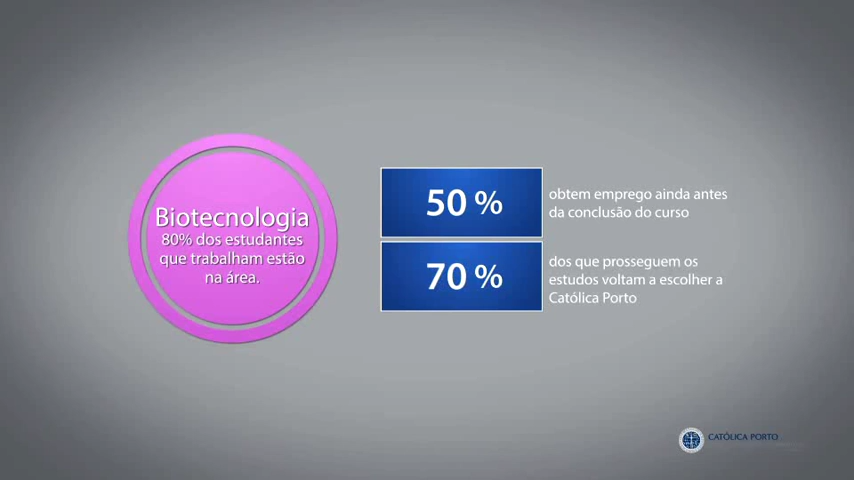 Biotecnologia
80% dos estudantes
que trabalham estão
na área.
50 %
obtem emprego ainda antes
da conclusão do curso
70 %
dos que prosseguem os
estudos voltam a escolher a
Católica Porto
CATÓLICA PORTO